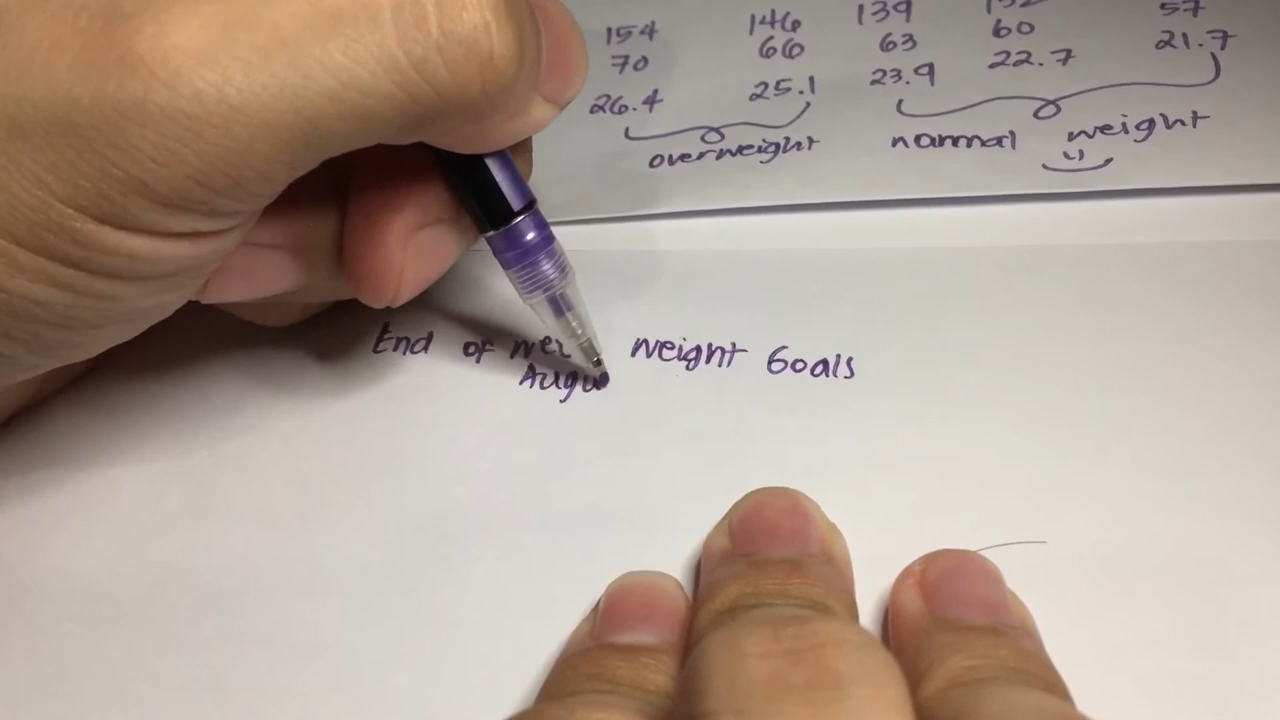 154 146 139 57
70 66 63 60 21.7
26.4 25.1 23.9 22.7
overweight normal weight
End of weight Goals
Augu